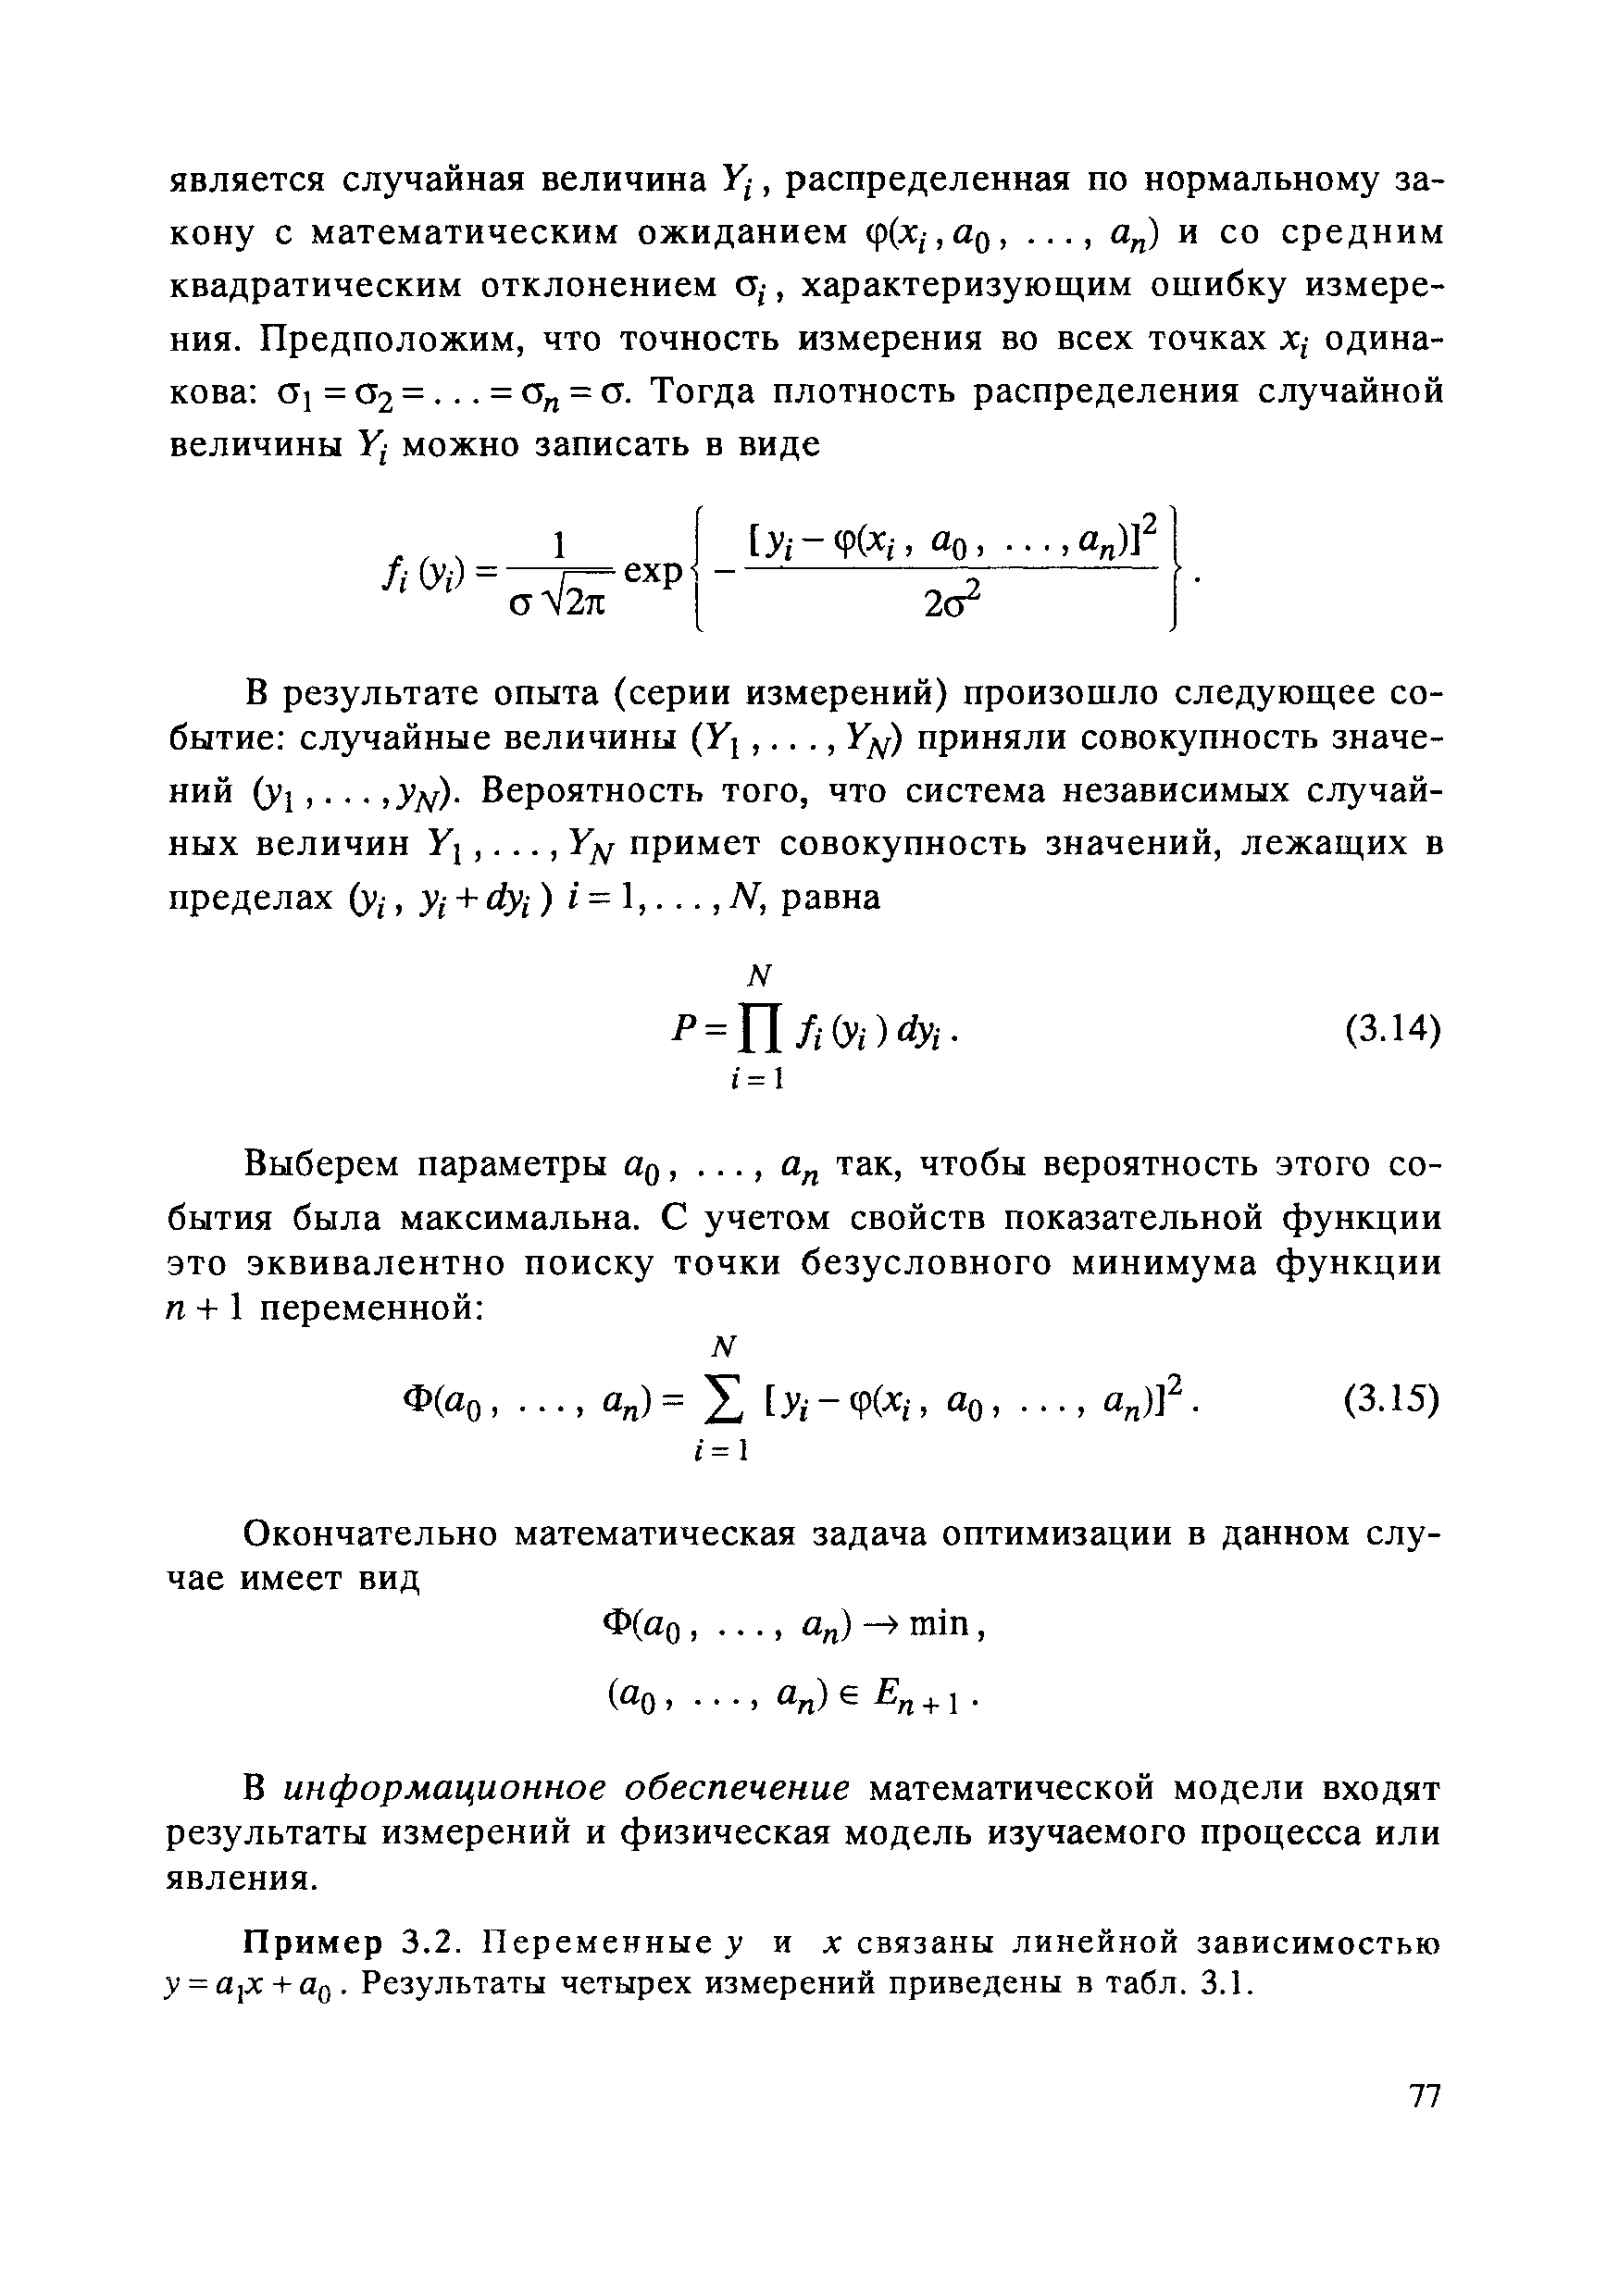 является случайная величина Yᵢ, распределенная по нормальному за-
кону с математическим ожиданием φ(xᵢ, a₀, ..., aₙ) и со средним
квадратическим отклонением σᵢ, характеризующим ошибку измере-
ния. Предположим, что точность измерения во всех точках xᵢ одина-
кова: σ₁ = σ₂ = ... = σₙ = σ. Тогда плотность распределения случайной
величины Yᵢ можно записать в виде
fᵢ (yᵢ) = 1 / (σ √2π) exp { − [yᵢ − φ(xᵢ, a₀, ..., aₙ)]² / 2σ² } .
В результате опыта (серии измерений) произошло следующее со-
бытие: случайные величины (Y₁, ..., Y_N) приняли совокупность значе-
ний (y₁, ..., y_N). Вероятность того, что система независимых случай-
ных величин Y₁, ..., Y_N примет совокупность значений, лежащих в
пределах (yᵢ, yᵢ + dyᵢ) i = 1, ..., N, равна
N
P = ∏ fᵢ (yᵢ) dyᵢ . (3.14)
i = 1
Выберем параметры a₀, ..., aₙ так, чтобы вероятность этого со-
бытия была максимальна. С учетом свойств показательной функции
это эквивалентно поиску точки безусловного минимума функции
n + 1 переменной:
N
Φ(a₀, ..., aₙ) = ∑ [yᵢ − φ(xᵢ, a₀, ..., aₙ)]² . (3.15)
i = 1
Окончательно математическая задача оптимизации в данном слу-
чае имеет вид
Φ(a₀, ..., aₙ) → min ,
(a₀, ..., aₙ) ∈ Eₙ₊₁ .
В информационное обеспечение математической модели входят
результаты измерений и физическая модель изучаемого процесса или
явления.
Пример 3.2. Переменные y и x связаны линейной зависимостью
y = a₁x + a₀. Результаты четырех измерений приведены в табл. 3.1.
77